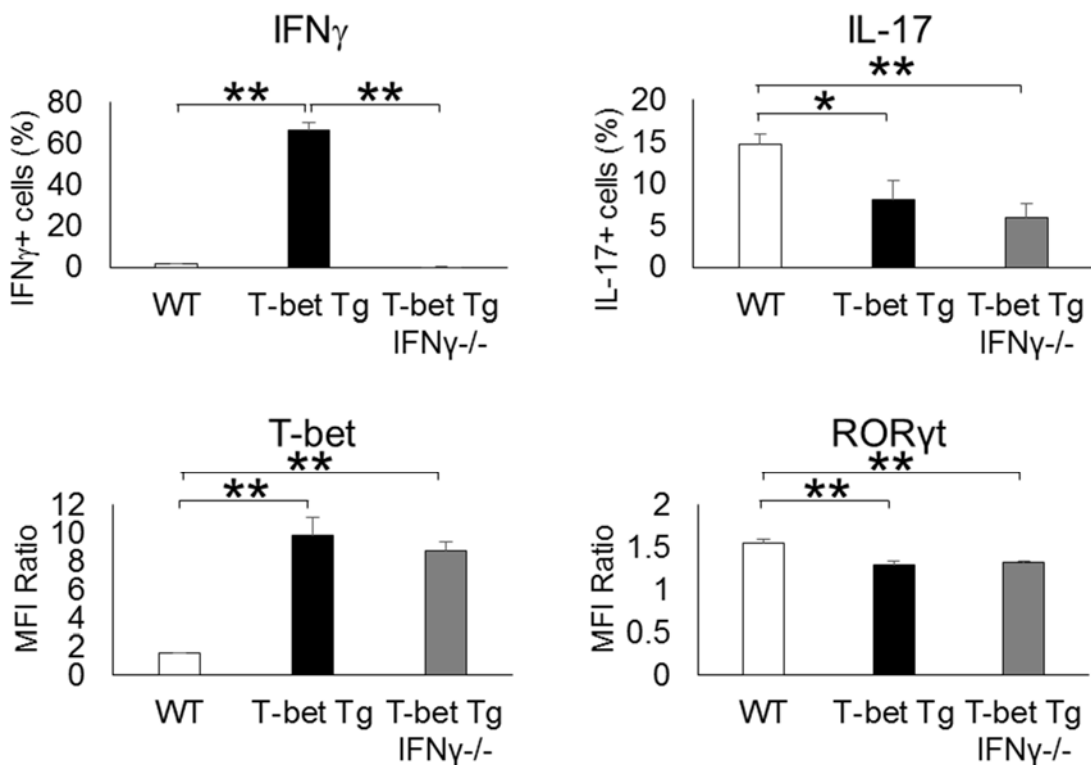 IFNγ
IFNγ+ cells (%)
80
60
40
20
0
** **
WT T-bet Tg T-bet Tg
IFNγ-/-
IL-17
IL-17+ cells (%)
20
15
10
5
0
**
*
WT T-bet Tg T-bet Tg
IFNγ-/-
T-bet
MFI Ratio
12
10
8
6
4
2
0
**
**
WT T-bet Tg T-bet Tg
IFNγ-/-
RORγt
MFI Ratio
2
1.5
1
0.5
0
**
**
WT T-bet Tg T-bet Tg
IFNγ-/-